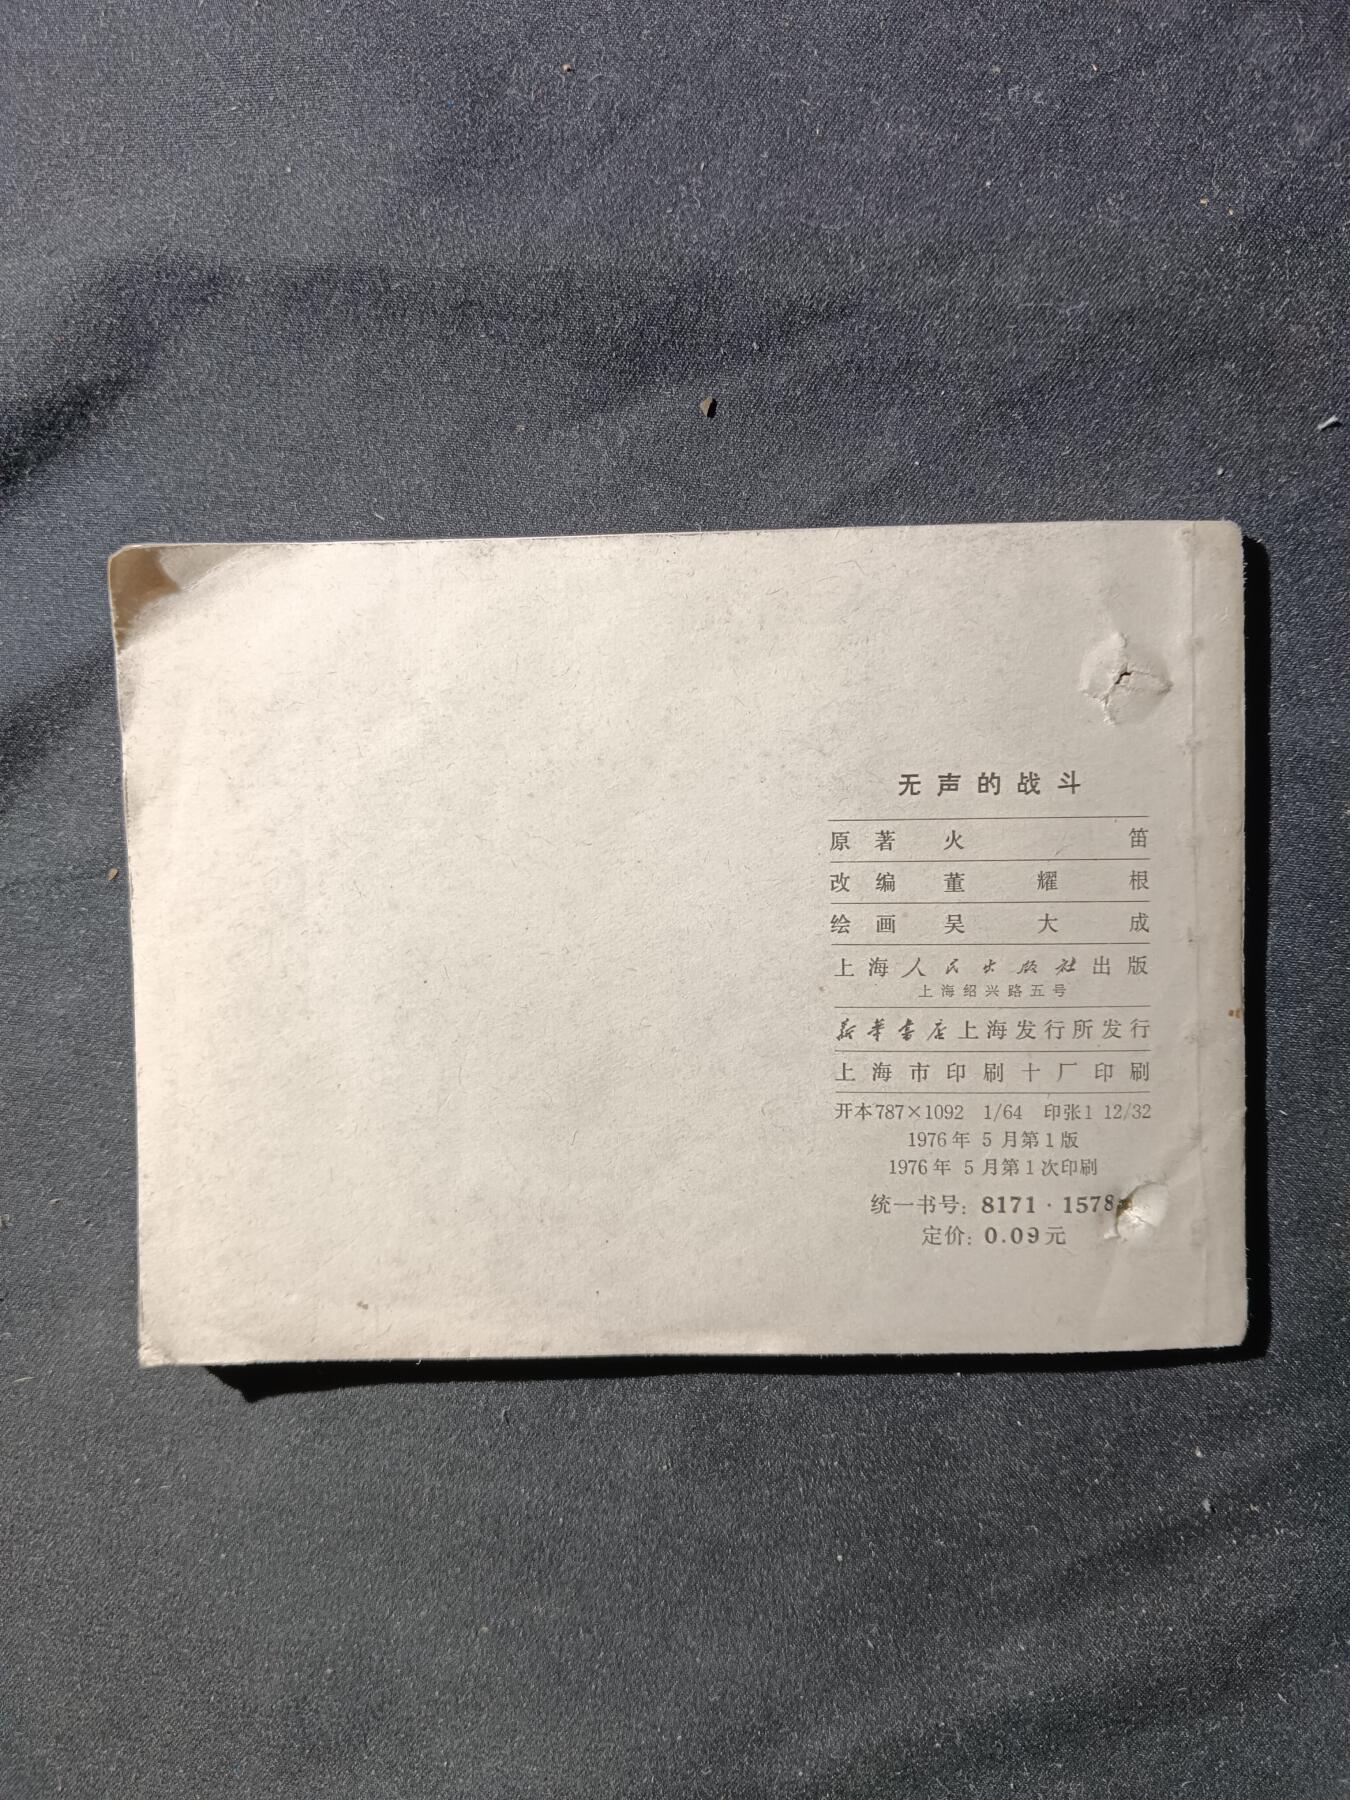 无声的战斗
原著 火笛
改编 董耀根
绘画 吴大成
上海人民出版社出版
上海绍兴路五号
新华书店上海发行所发行
上海市印刷十厂印刷
开本787×1092 1/64 印张1 12/32
1976年5月第1版
1976年5月第1次印刷
统一书号：8171·1578
定价：0.09元